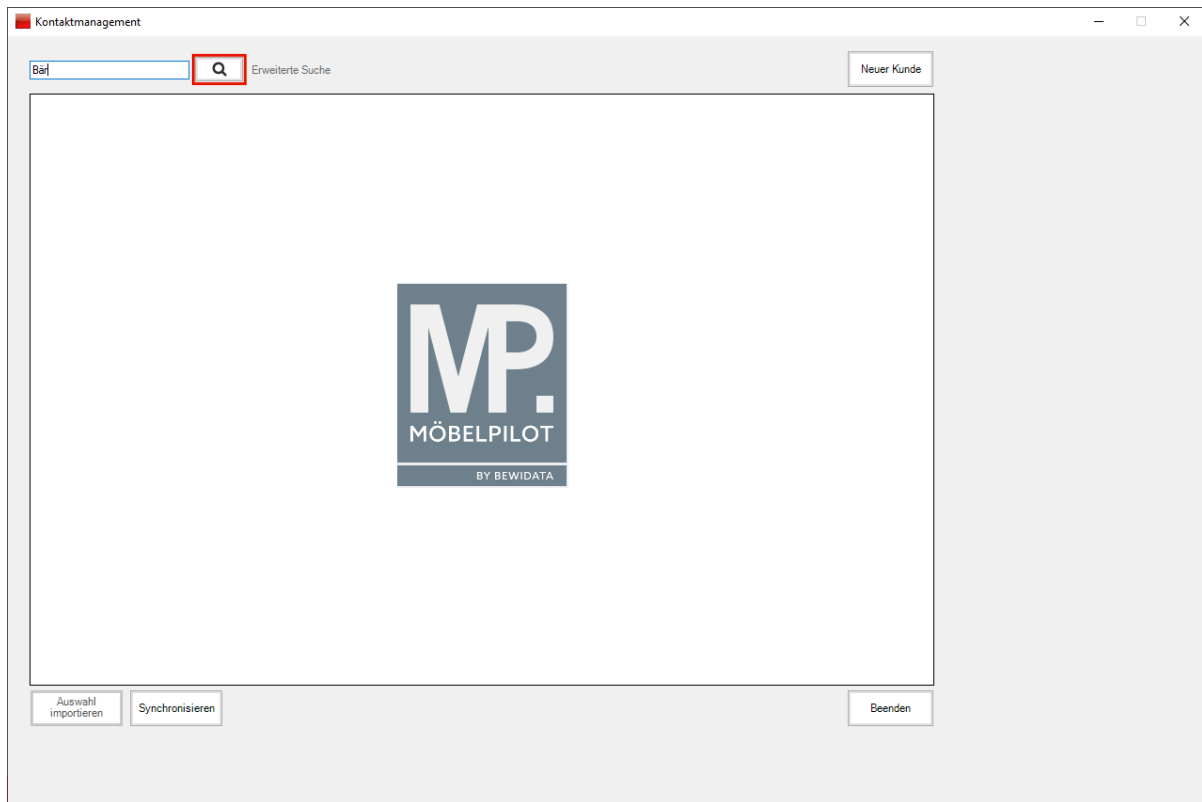 Kontaktmanagement
Bär
Erweiterte Suche
Neuer Kunde
MP.
MÖBELPILOT
BY BEWIDATA
Auswahl
importieren
Synchronisieren
Beenden